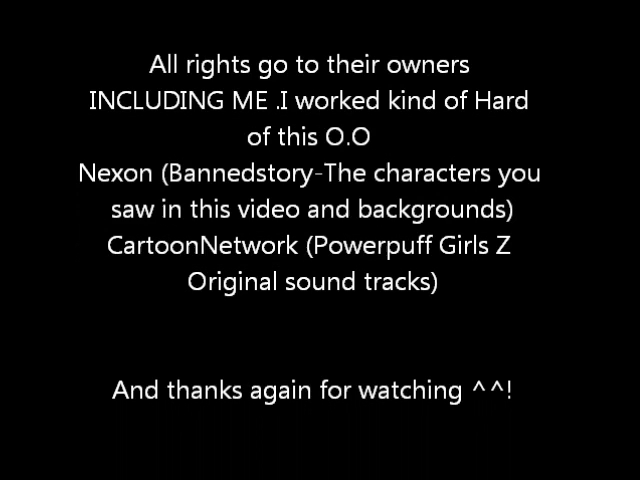 All rights go to their owners
INCLUDING ME .I worked kind of Hard
of this O.O
Nexon (Bannedstory-The characters you
saw in this video and backgrounds)
CartoonNetwork (Powerpuff Girls Z
Original sound tracks)
And thanks again for watching ^^!